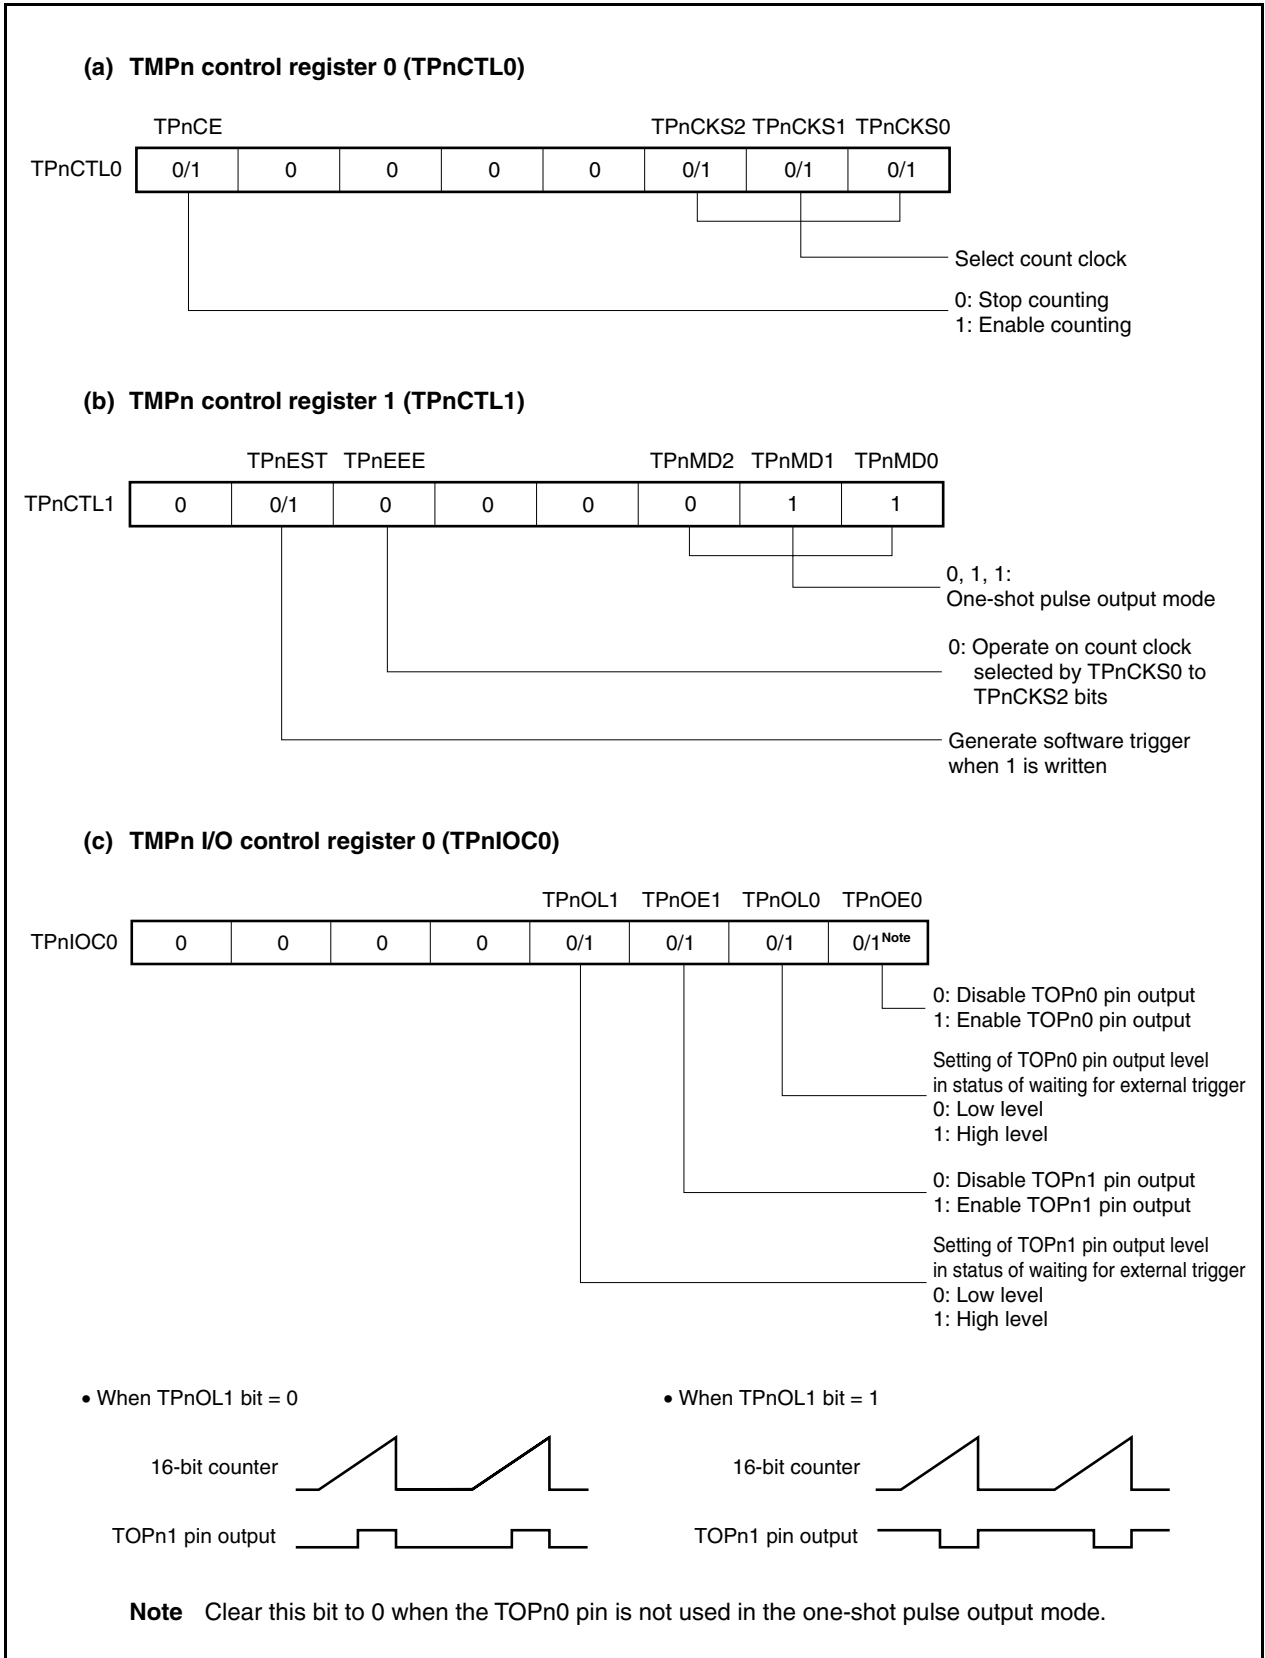 (a) TMPn control register 0 (TPnCTL0)
TPnCE TPnCKS2 TPnCKS1 TPnCKS0
TPnCTL0 0/1 0 0 0 0 0/1 0/1 0/1
Select count clock
0: Stop counting
1: Enable counting
(b) TMPn control register 1 (TPnCTL1)
TPnEST TPnEEE TPnMD2 TPnMD1 TPnMD0
TPnCTL1 0 0/1 0 0 0 0 1 1
0, 1, 1:
One-shot pulse output mode
0: Operate on count clock
selected by TPnCKS0 to
TPnCKS2 bits
Generate software trigger
when 1 is written
(c) TMPn I/O control register 0 (TPnIOC0)
TPnOL1 TPnOE1 TPnOL0 TPnOE0
TPnIOC0 0 0 0 0 0/1 0/1 0/1 0/1Note
0: Disable TOPn0 pin output
1: Enable TOPn0 pin output
Setting of TOPn0 pin output level
in status of waiting for external trigger
0: Low level
1: High level
0: Disable TOPn1 pin output
1: Enable TOPn1 pin output
Setting of TOPn1 pin output level
in status of waiting for external trigger
0: Low level
1: High level
• When TPnOL1 bit = 0
16-bit counter
TOPn1 pin output
• When TPnOL1 bit = 1
16-bit counter
TOPn1 pin output
Note Clear this bit to 0 when the TOPn0 pin is not used in the one-shot pulse output mode.